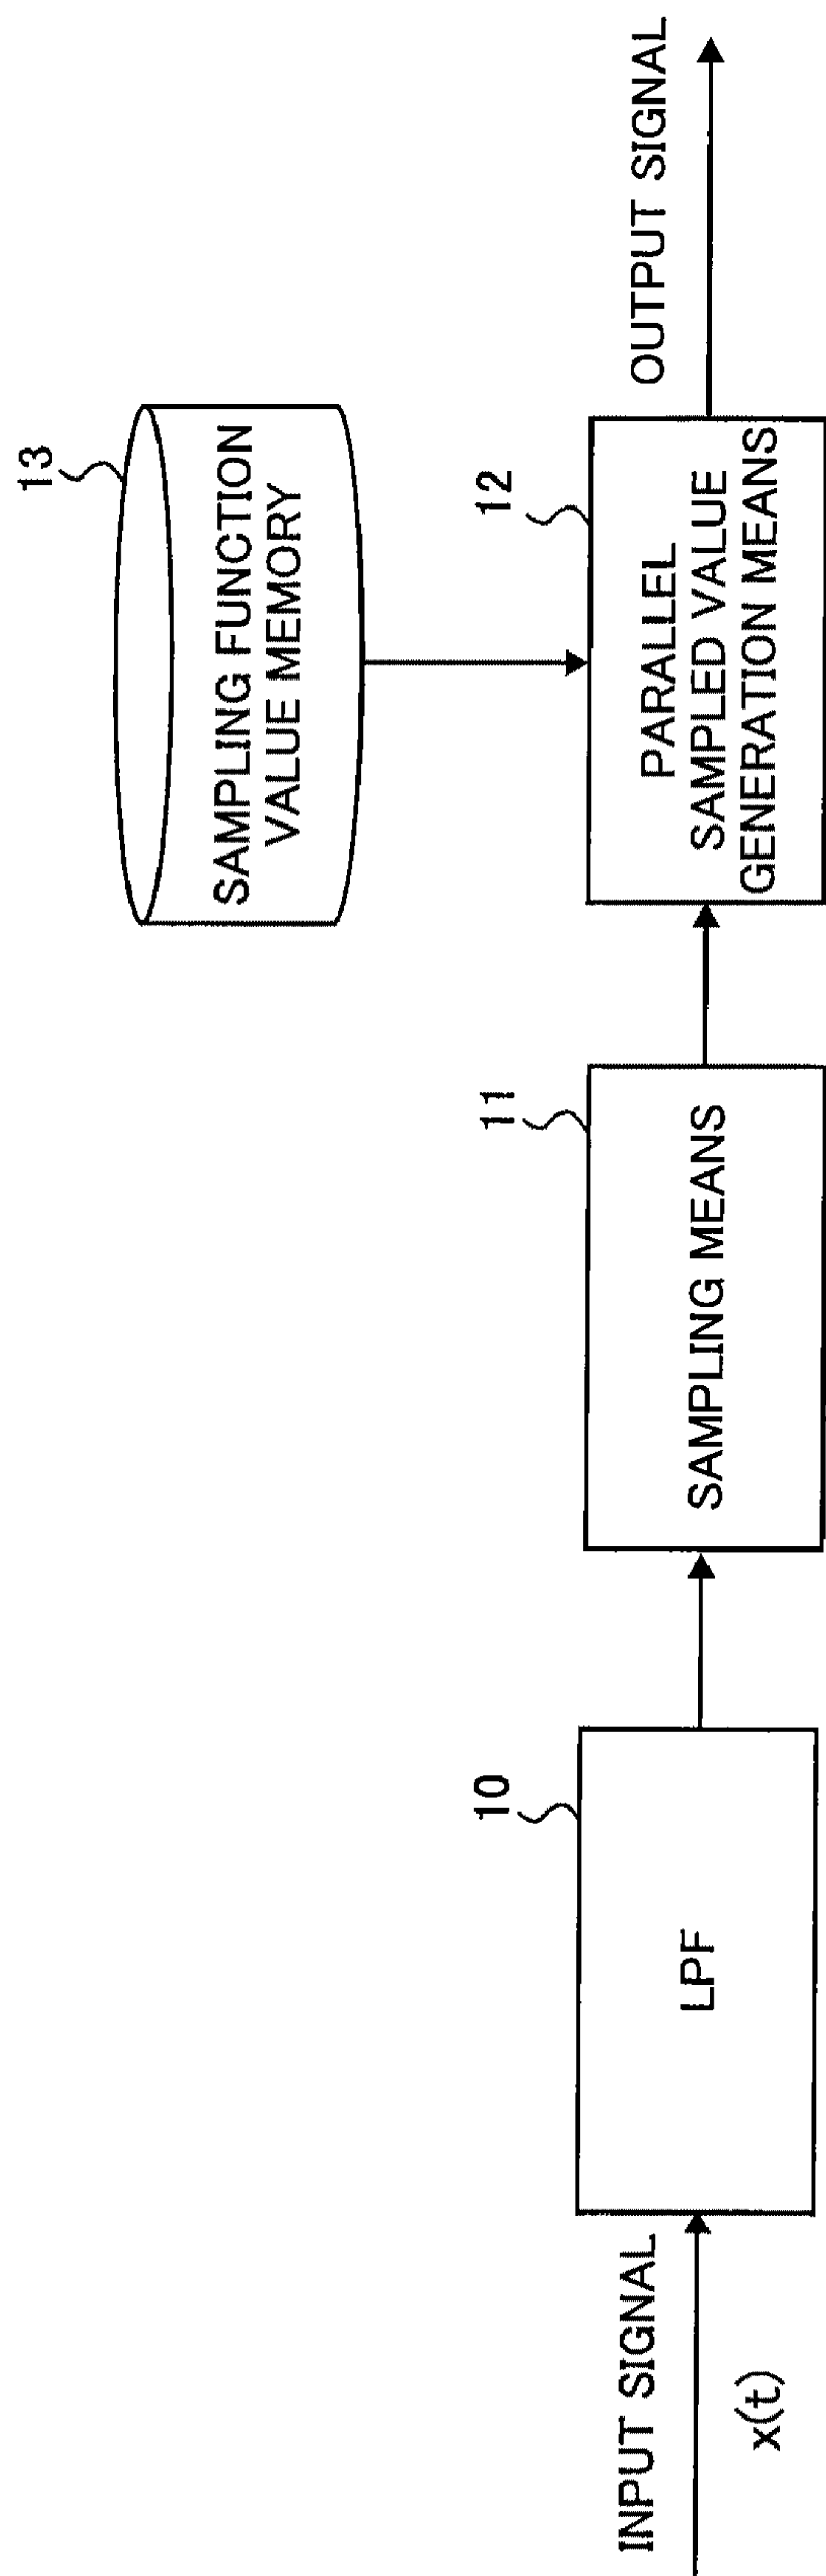 13
SAMPLING FUNCTION
VALUE MEMORY
INPUT SIGNAL
x(t)
10
LPF
11
SAMPLING MEANS
12
PARALLEL
SAMPLED VALUE
GENERATION MEANS
OUTPUT SIGNAL